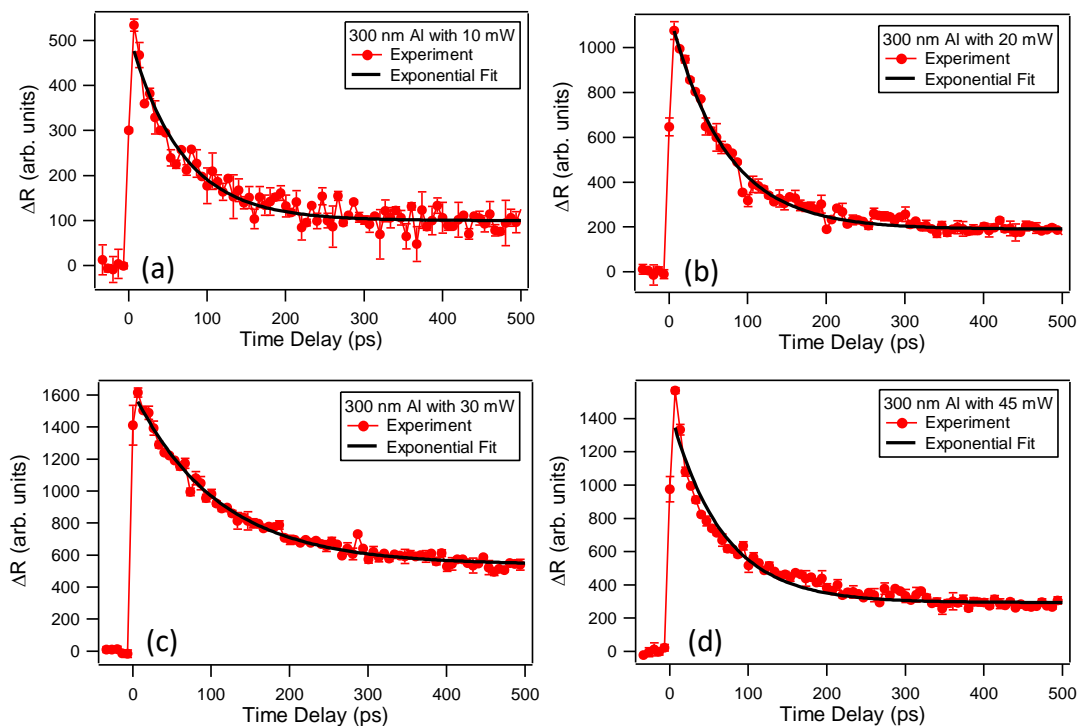 300 nm Al with 10 mW
Experiment
Exponential Fit
500
400
300
200
100
0
ΔR (arb. units)
(a)
0 100 200 300 400 500
Time Delay (ps)
300 nm Al with 20 mW
Experiment
Exponential Fit
1000
800
600
400
200
0
ΔR (arb. units)
(b)
0 100 200 300 400 500
Time Delay (ps)
300 nm Al with 30 mW
Experiment
Exponential Fit
1600
1400
1200
1000
800
600
400
200
0
ΔR (arb. units)
(c)
0 100 200 300 400 500
Time Delay (ps)
300 nm Al with 45 mW
Experiment
Exponential Fit
1400
1200
1000
800
600
400
200
0
ΔR (arb. units)
(d)
0 100 200 300 400 500
Time Delay (ps)